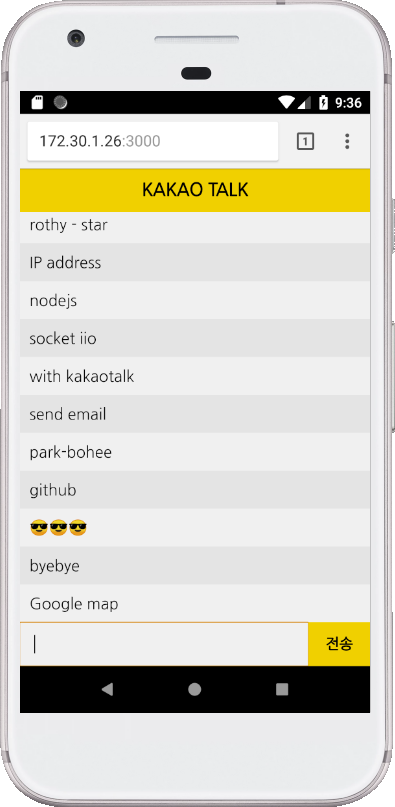 9:36
172.30.1.26:3000
1
KAKAO TALK
rothy - star
IP address
nodejs
socket iio
with kakaotalk
send email
park-bohee
github
😎😎😎
byebye
Google map
전송